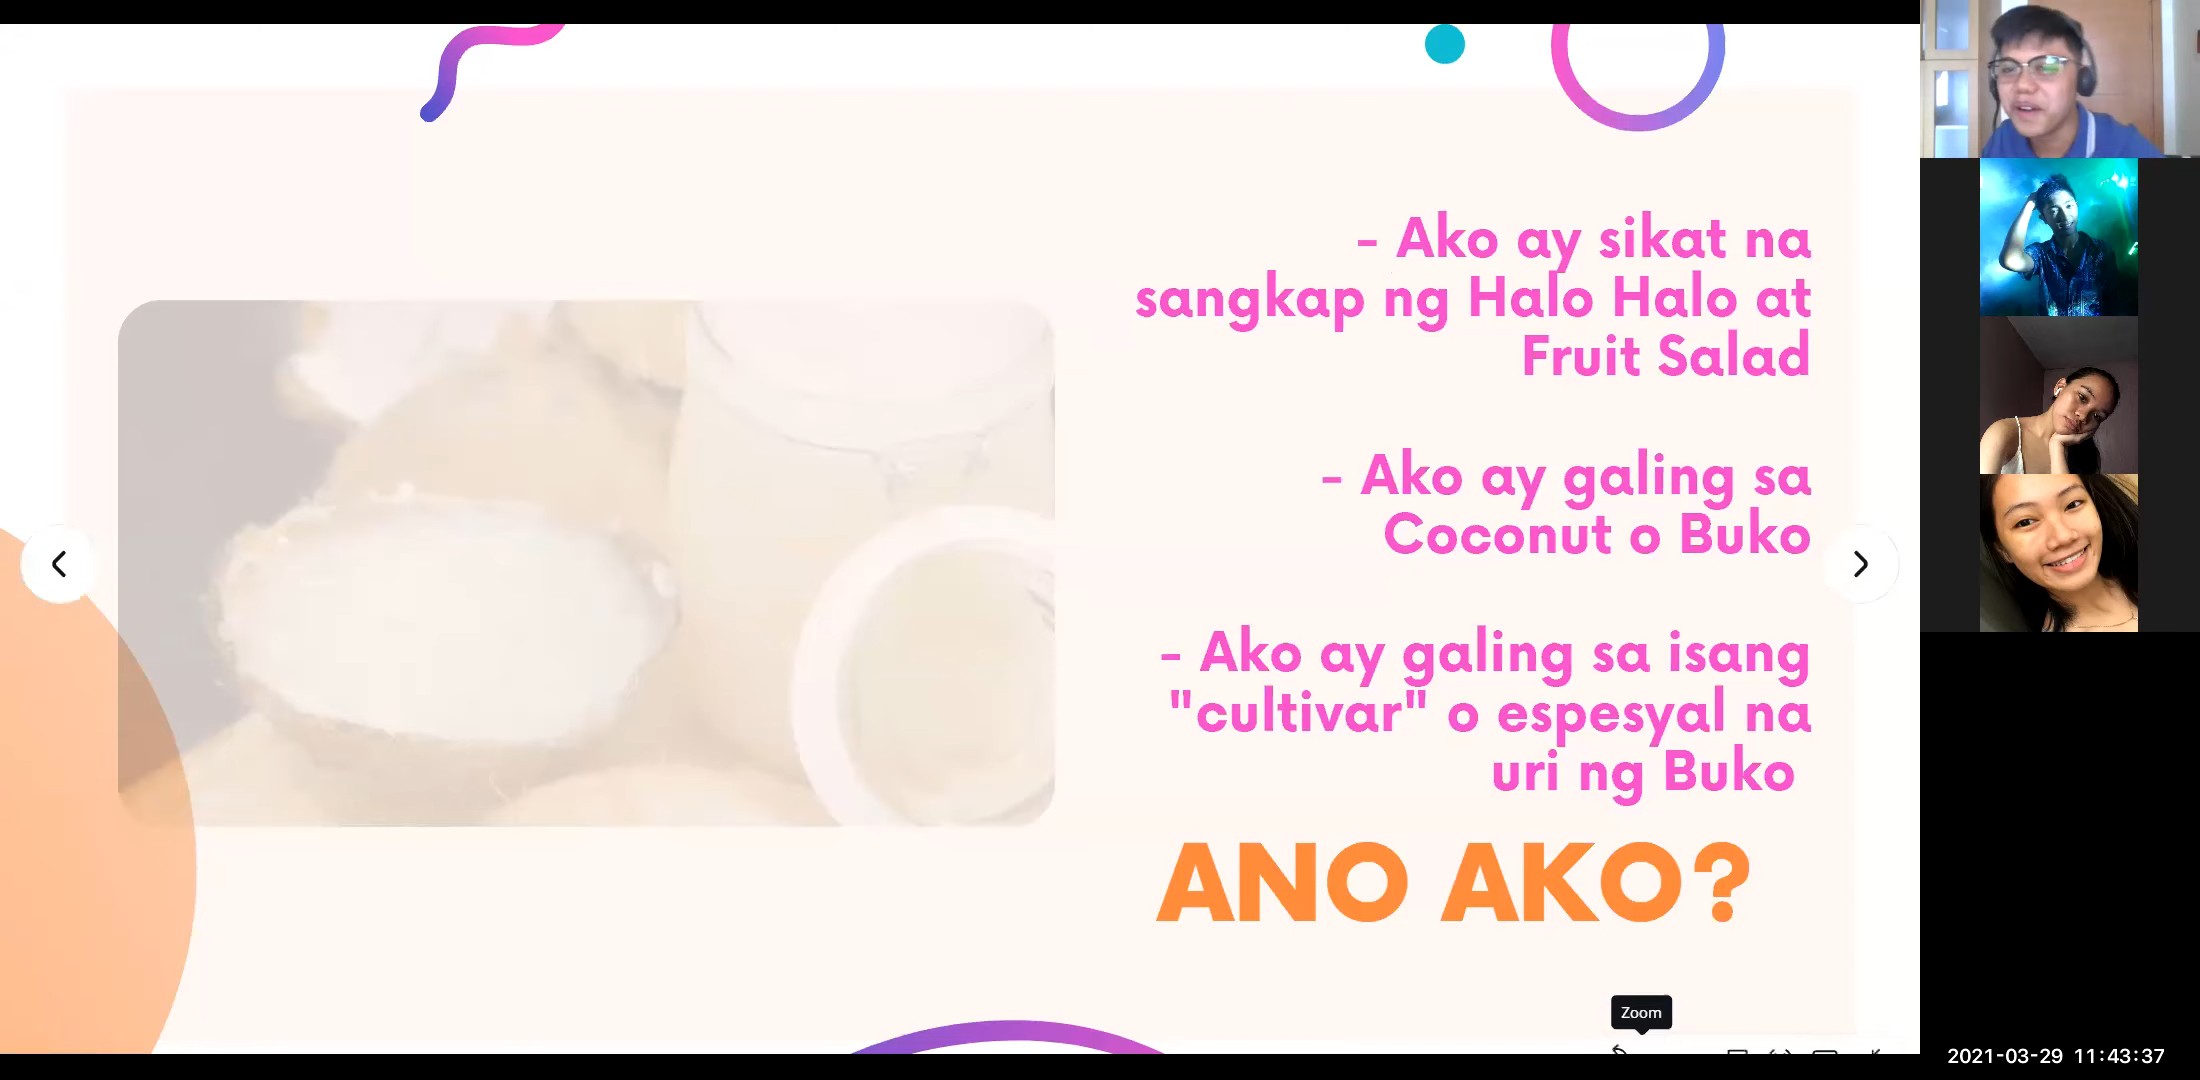 - Ako ay sikat na
sangkap ng Halo Halo at
Fruit Salad
- Ako ay galing sa
Coconut o Buko
- Ako ay galing sa isang
"cultivar" o espesyal na
uri ng Buko
ANO AKO?
Zoom
2021-03-29 11:43:37